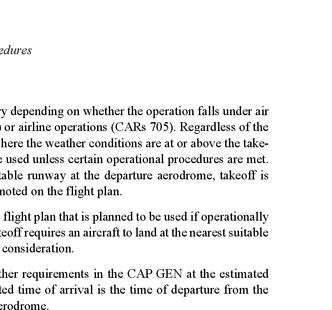 edures
y depending on whether the operation falls under air
) or airline operations (CARs 705). Regardless of the
here the weather conditions are at or above the take-
e used unless certain operational procedures are met.
table runway at the departure aerodrome, takeoff is
noted on the flight plan.
flight plan that is planned to be used if operationally
eoff requires an aircraft to land at the nearest suitable
consideration.
ther requirements in the CAP GEN at the estimated
ted time of arrival is the time of departure from the
erodrome.